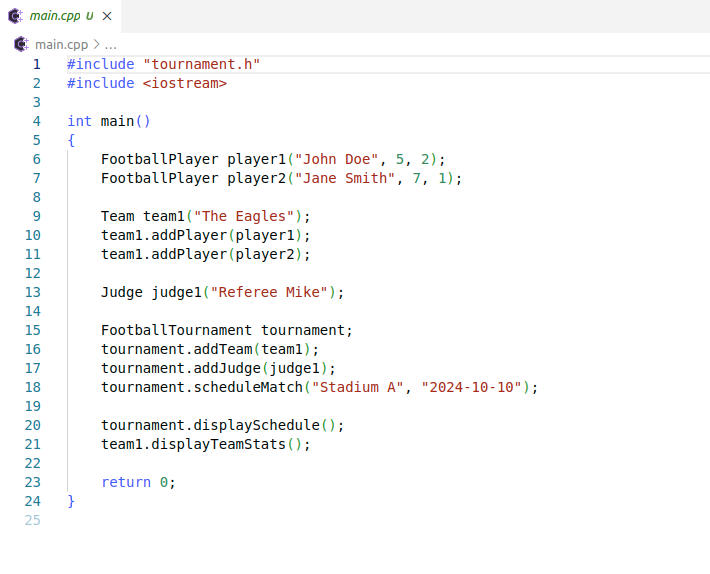 main.cpp U
main.cpp > ...
1 #include "tournament.h"
2 #include <iostream>
3
4 int main()
5 {
6 FootballPlayer player1("John Doe", 5, 2);
7 FootballPlayer player2("Jane Smith", 7, 1);
8
9 Team team1("The Eagles");
10 team1.addPlayer(player1);
11 team1.addPlayer(player2);
12
13 Judge judge1("Referee Mike");
14
15 FootballTournament tournament;
16 tournament.addTeam(team1);
17 tournament.addJudge(judge1);
18 tournament.scheduleMatch("Stadium A", "2024-10-10");
19
20 tournament.displaySchedule();
21 team1.displayTeamStats();
22
23 return 0;
24 }
25